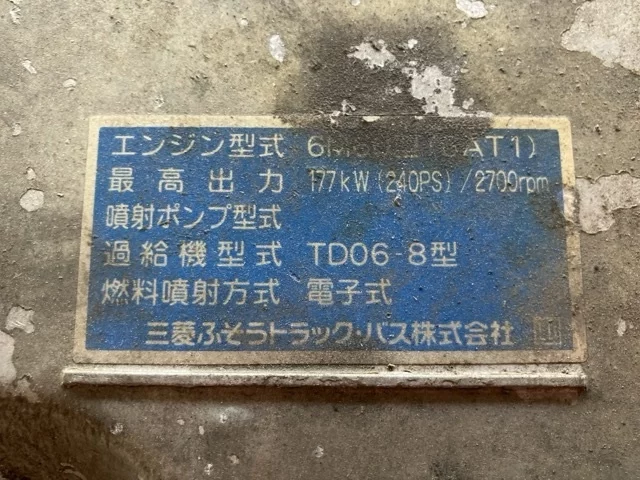 エンジン型式
最高出力 177kW(240PS)/2700rpm
噴射ポンプ型式
過給機型式 TD06-8型
燃料噴射方式 電子式
三菱ふそうトラック・バス株式会社